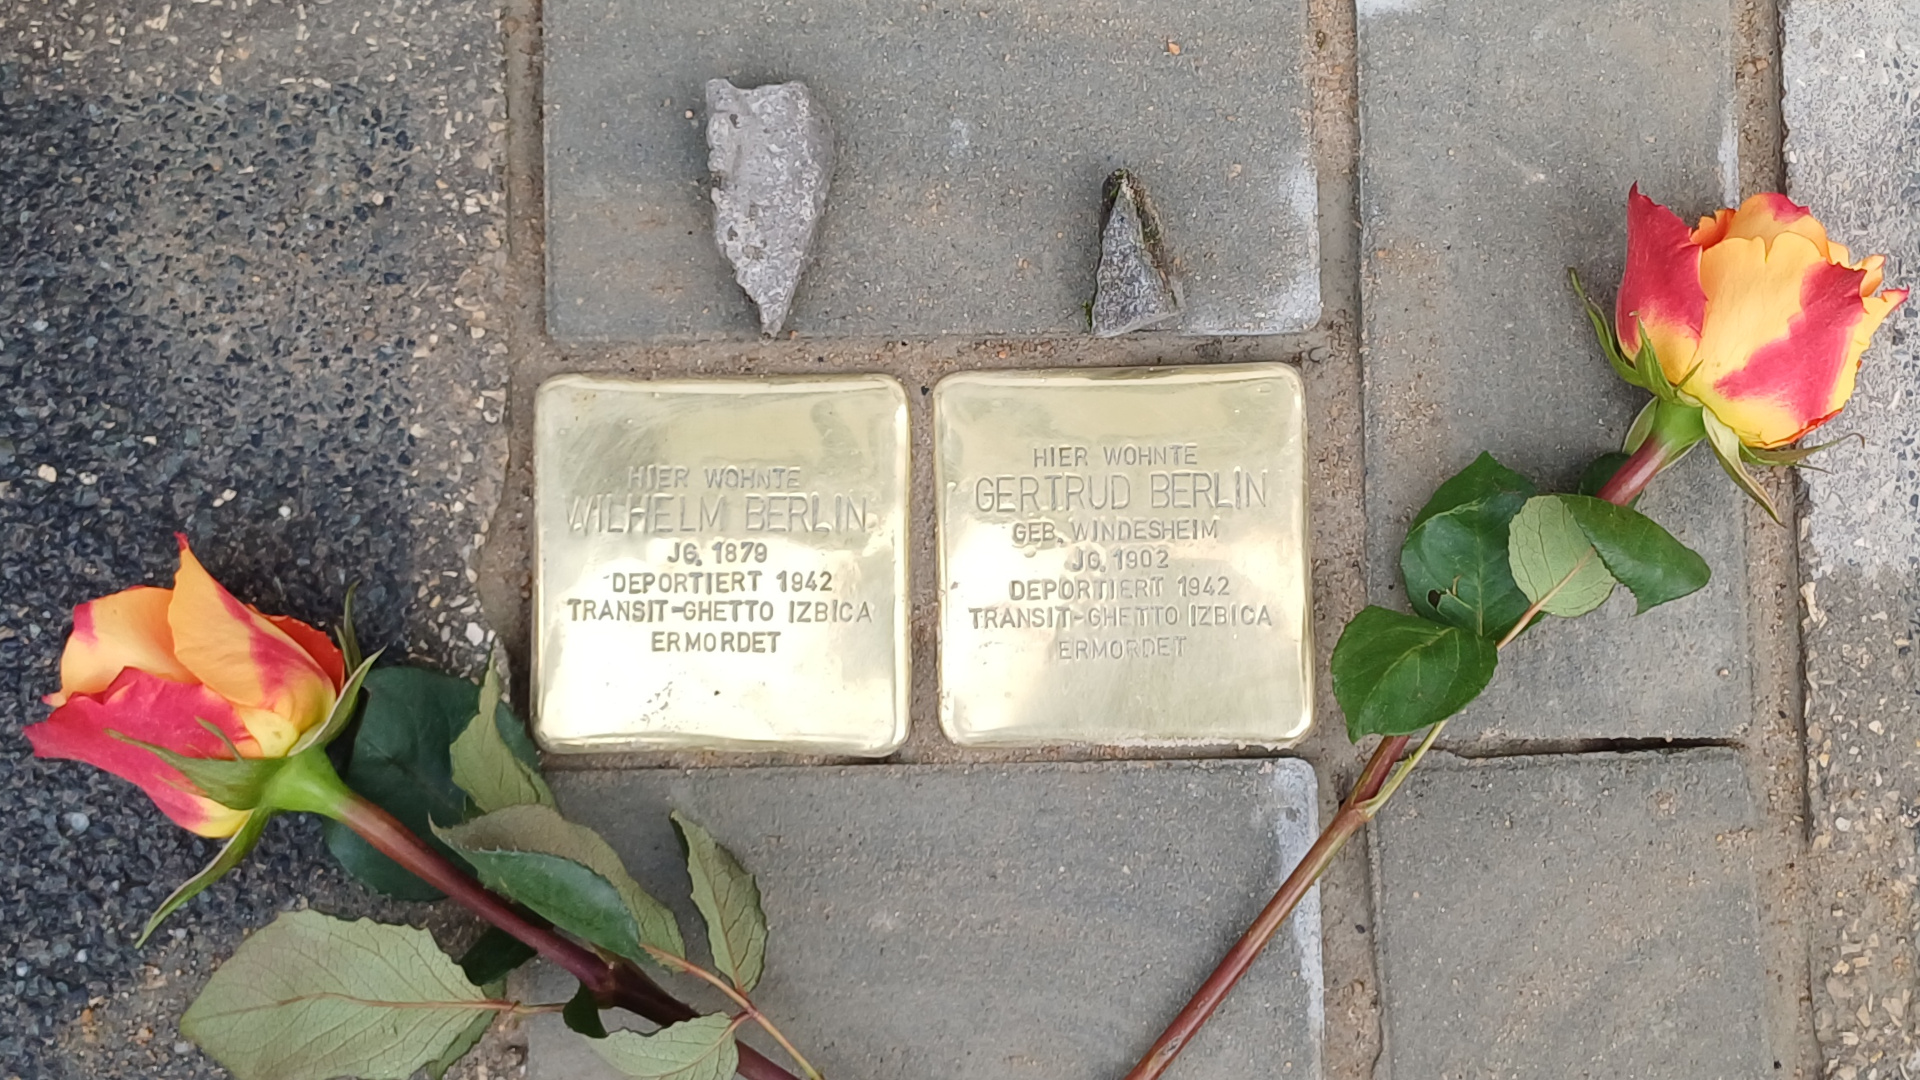 HIER WOHNTE
WILHELM BERLIN
JG. 1879
DEPORTIERT 1942
TRANSIT-GHETTO IZBICA
ERMORDET
HIER WOHNTE
GERTRUD BERLIN
GEB. WINDESHEIM
JG. 1902
DEPORTIERT 1942
TRANSIT-GHETTO IZBICA
ERMORDET